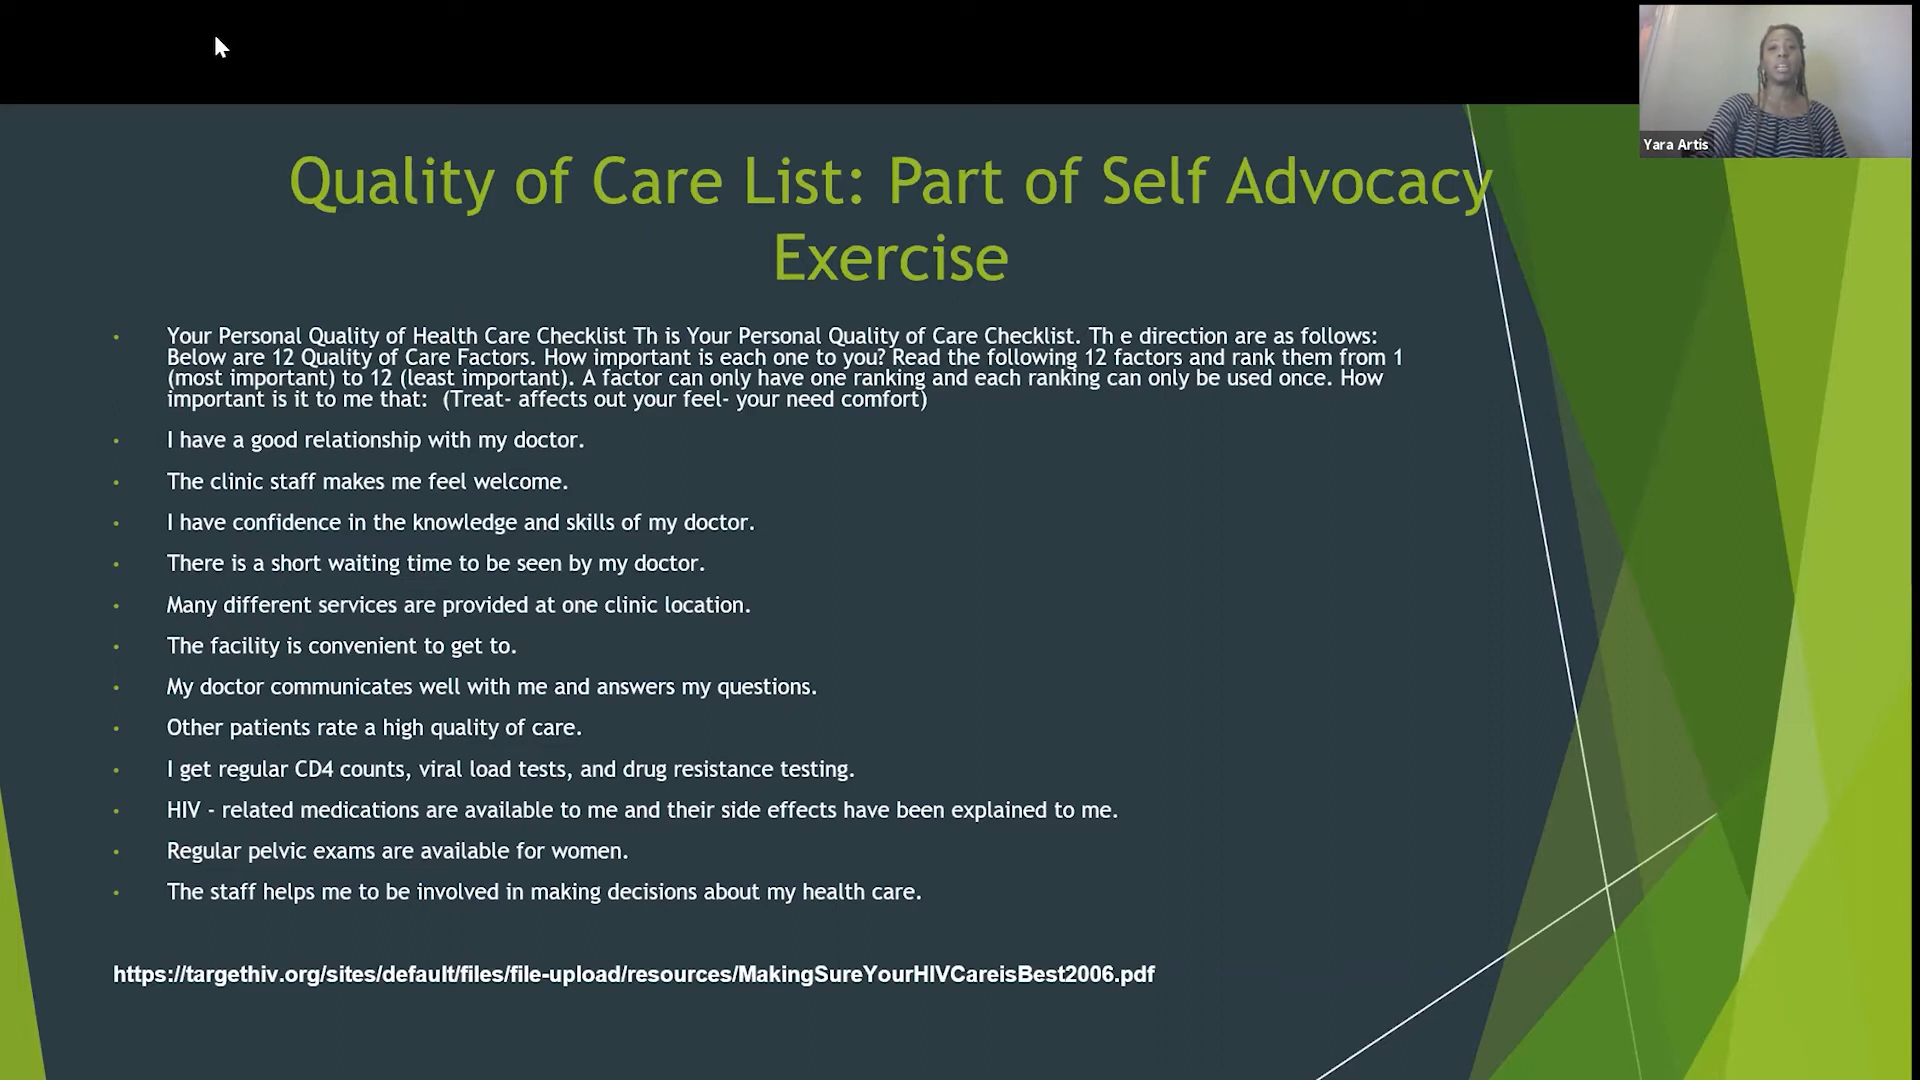 Yara Artis
Quality of Care List: Part of Self Advocacy
Exercise
• Your Personal Quality of Health Care Checklist Th is Your Personal Quality of Care Checklist. Th e direction are as follows:
Below are 12 Quality of Care Factors. How important is each one to you? Read the following 12 factors and rank them from 1
(most important) to 12 (least important). A factor can only have one ranking and each ranking can only be used once. How
important is it to me that: (Treat- affects out your feel- your need comfort)
• I have a good relationship with my doctor.
• The clinic staff makes me feel welcome.
• I have confidence in the knowledge and skills of my doctor.
• There is a short waiting time to be seen by my doctor.
• Many different services are provided at one clinic location.
• The facility is convenient to get to.
• My doctor communicates well with me and answers my questions.
• Other patients rate a high quality of care.
• I get regular CD4 counts, viral load tests, and drug resistance testing.
• HIV - related medications are available to me and their side effects have been explained to me.
• Regular pelvic exams are available for women.
• The staff helps me to be involved in making decisions about my health care.
https://targethiv.org/sites/default/files/file-upload/resources/MakingSureYourHIVCareisBest2006.pdf